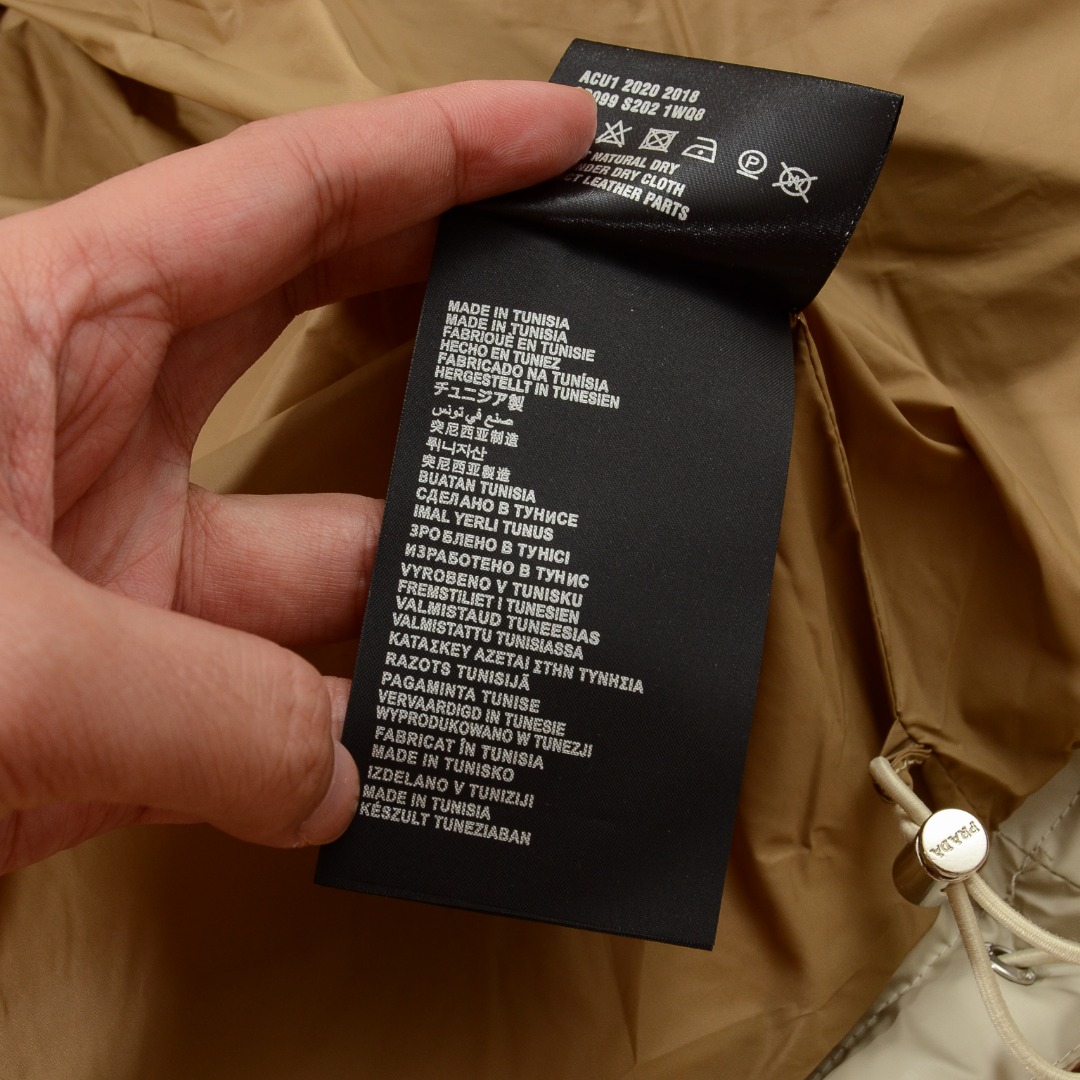 ACU1 2020 2018
099 S202 1WQ8
P
NATURAL DRY
DRY CLOTH
LEATHER PARTS
MADE IN TUNISIA
MADE IN TUNISIA
FABRIQUÈ EN TUNISIE
HECHO EN TUNIEZ
FABRICADO NA TUNÍSIA
HERGESTELLT IN TUNESIEN
チュニジア製
صنع في تونس
突尼西亚制造
튀니지산
突尼西亚製造
BUATAN TUNISIA
СДЕЛАНО В ТУНИСЕ
IMAL YERLI TUNUS
ЗРОБЛЕНО В ТУНІСІ
ИЗРАБОТЕНО В ТУНИС
VYROBENO V TUNISKU
FREMSTILIET I TUNESIEN
VALMISTAUD TUNEESIAS
VALMISTATTU TUNISIASSA
ΚΑΤΑΣΚΕΥ ΑΖΕΤΑΙ ΣΤΗΝ ΤΥΝΗΣΙΑ
RAZOTS TUNISIJĀ
PAGAMINTA TUNISE
VERVAARDIGD IN TUNESIE
WYPRODUKOWANO W TUNEZJI
FABRICAT ÎN TUNISIA
MADE IN TUNISKO
IZDELANO V TUNIZIJI
MADE IN TUNISIA
KÉSZULT TUNEZIABAN
PRADA